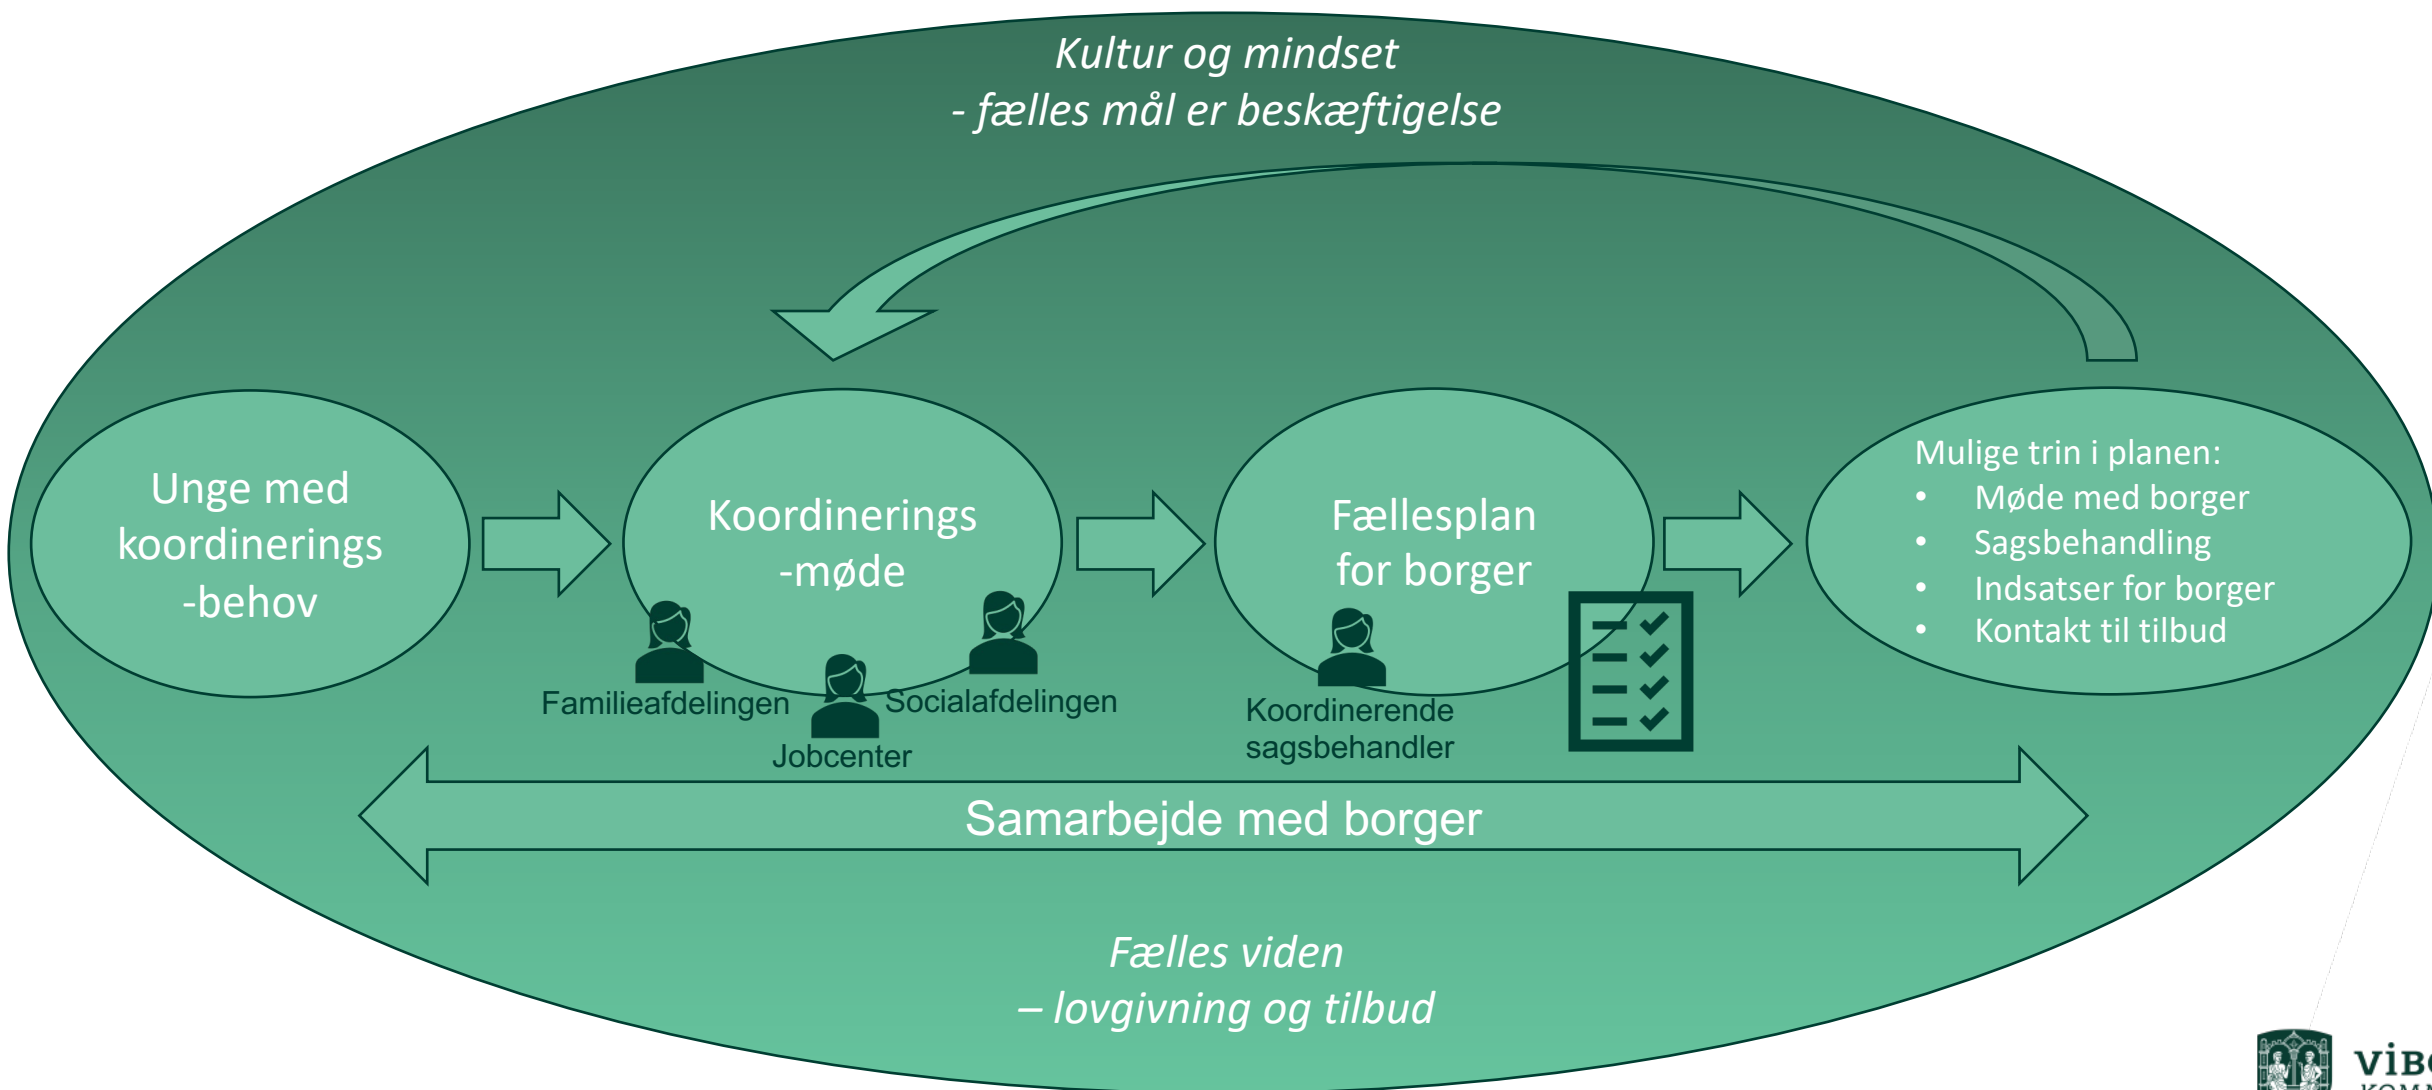 Kultur og mindset
- fælles mål er beskæftigelse
Unge med
koordinerings
-behov
Koordinerings
-møde
Familieafdelingen
Jobcenter
Socialafdelingen
Fællesplan
for borger
Koordinerende
sagsbehandler
Mulige trin i planen:
• Møde med borger
• Sagsbehandling
• Indsatser for borger
• Kontakt til tilbud
Samarbejde med borger
Fælles viden
– lovgivning og tilbud